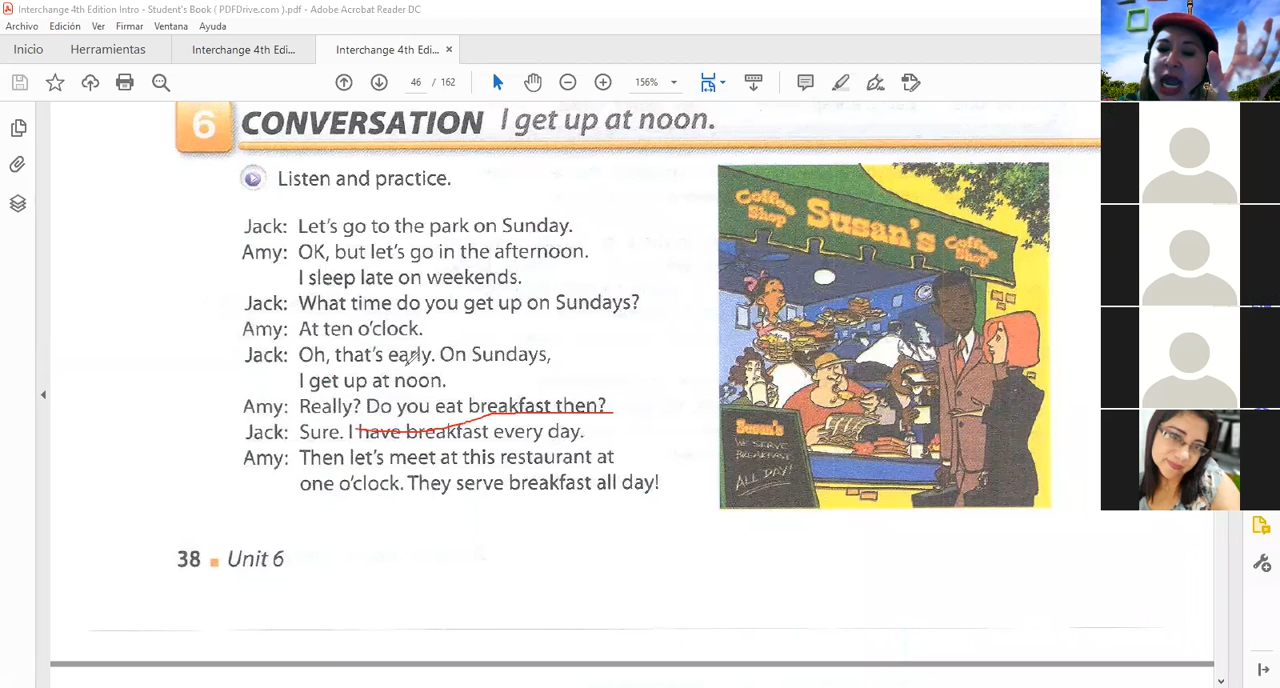 Interchange 4th Edition Intro - Student's Book ( PDFDrive.com ).pdf - Adobe Acrobat Reader DC
Archivo Edición Ver Firmar Ventana Ayuda
Inicio Herramientas Interchange 4th Edi... Interchange 4th Edi... ×
46 / 162 156%
6 CONVERSATION I get up at noon.
Listen and practice.
Jack: Let's go to the park on Sunday.
Amy: OK, but let's go in the afternoon.
I sleep late on weekends.
Jack: What time do you get up on Sundays?
Amy: At ten o'clock.
Jack: Oh, that's early. On Sundays,
I get up at noon.
Amy: Really? Do you eat breakfast then?
Jack: Sure. I have breakfast every day.
Amy: Then let's meet at this restaurant at
one o'clock. They serve breakfast all day!
Coffee Shop Susan's Coffee Shop
Susan's
WE SERVE
BREAKFAST
ALL DAY!
38 Unit 6